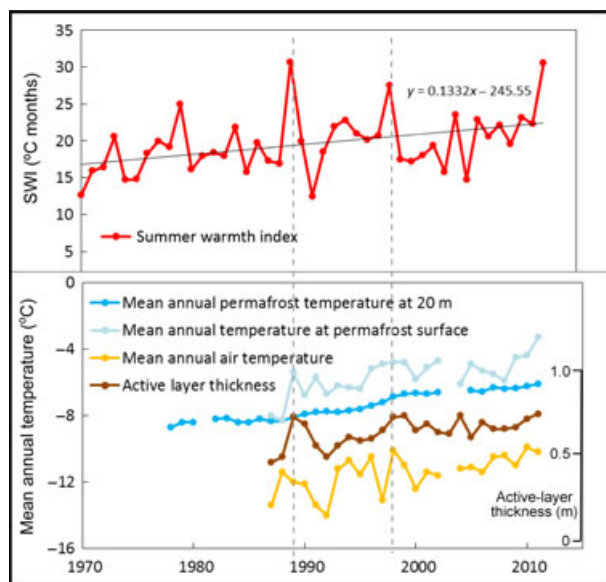 35
30
y = 0.1332x – 245.55
25
20
15
10
5
SWI (°C months)
Summer warmth index
0
Mean annual permafrost temperature at 20 m
Mean annual temperature at permafrost surface
Mean annual air temperature
Active layer thickness
–4
–8
–12
–16
Mean annual temperature (°C)
1.0
0.5
0
Active-layer
thickness (m)
1970
1980
1990
2000
2010